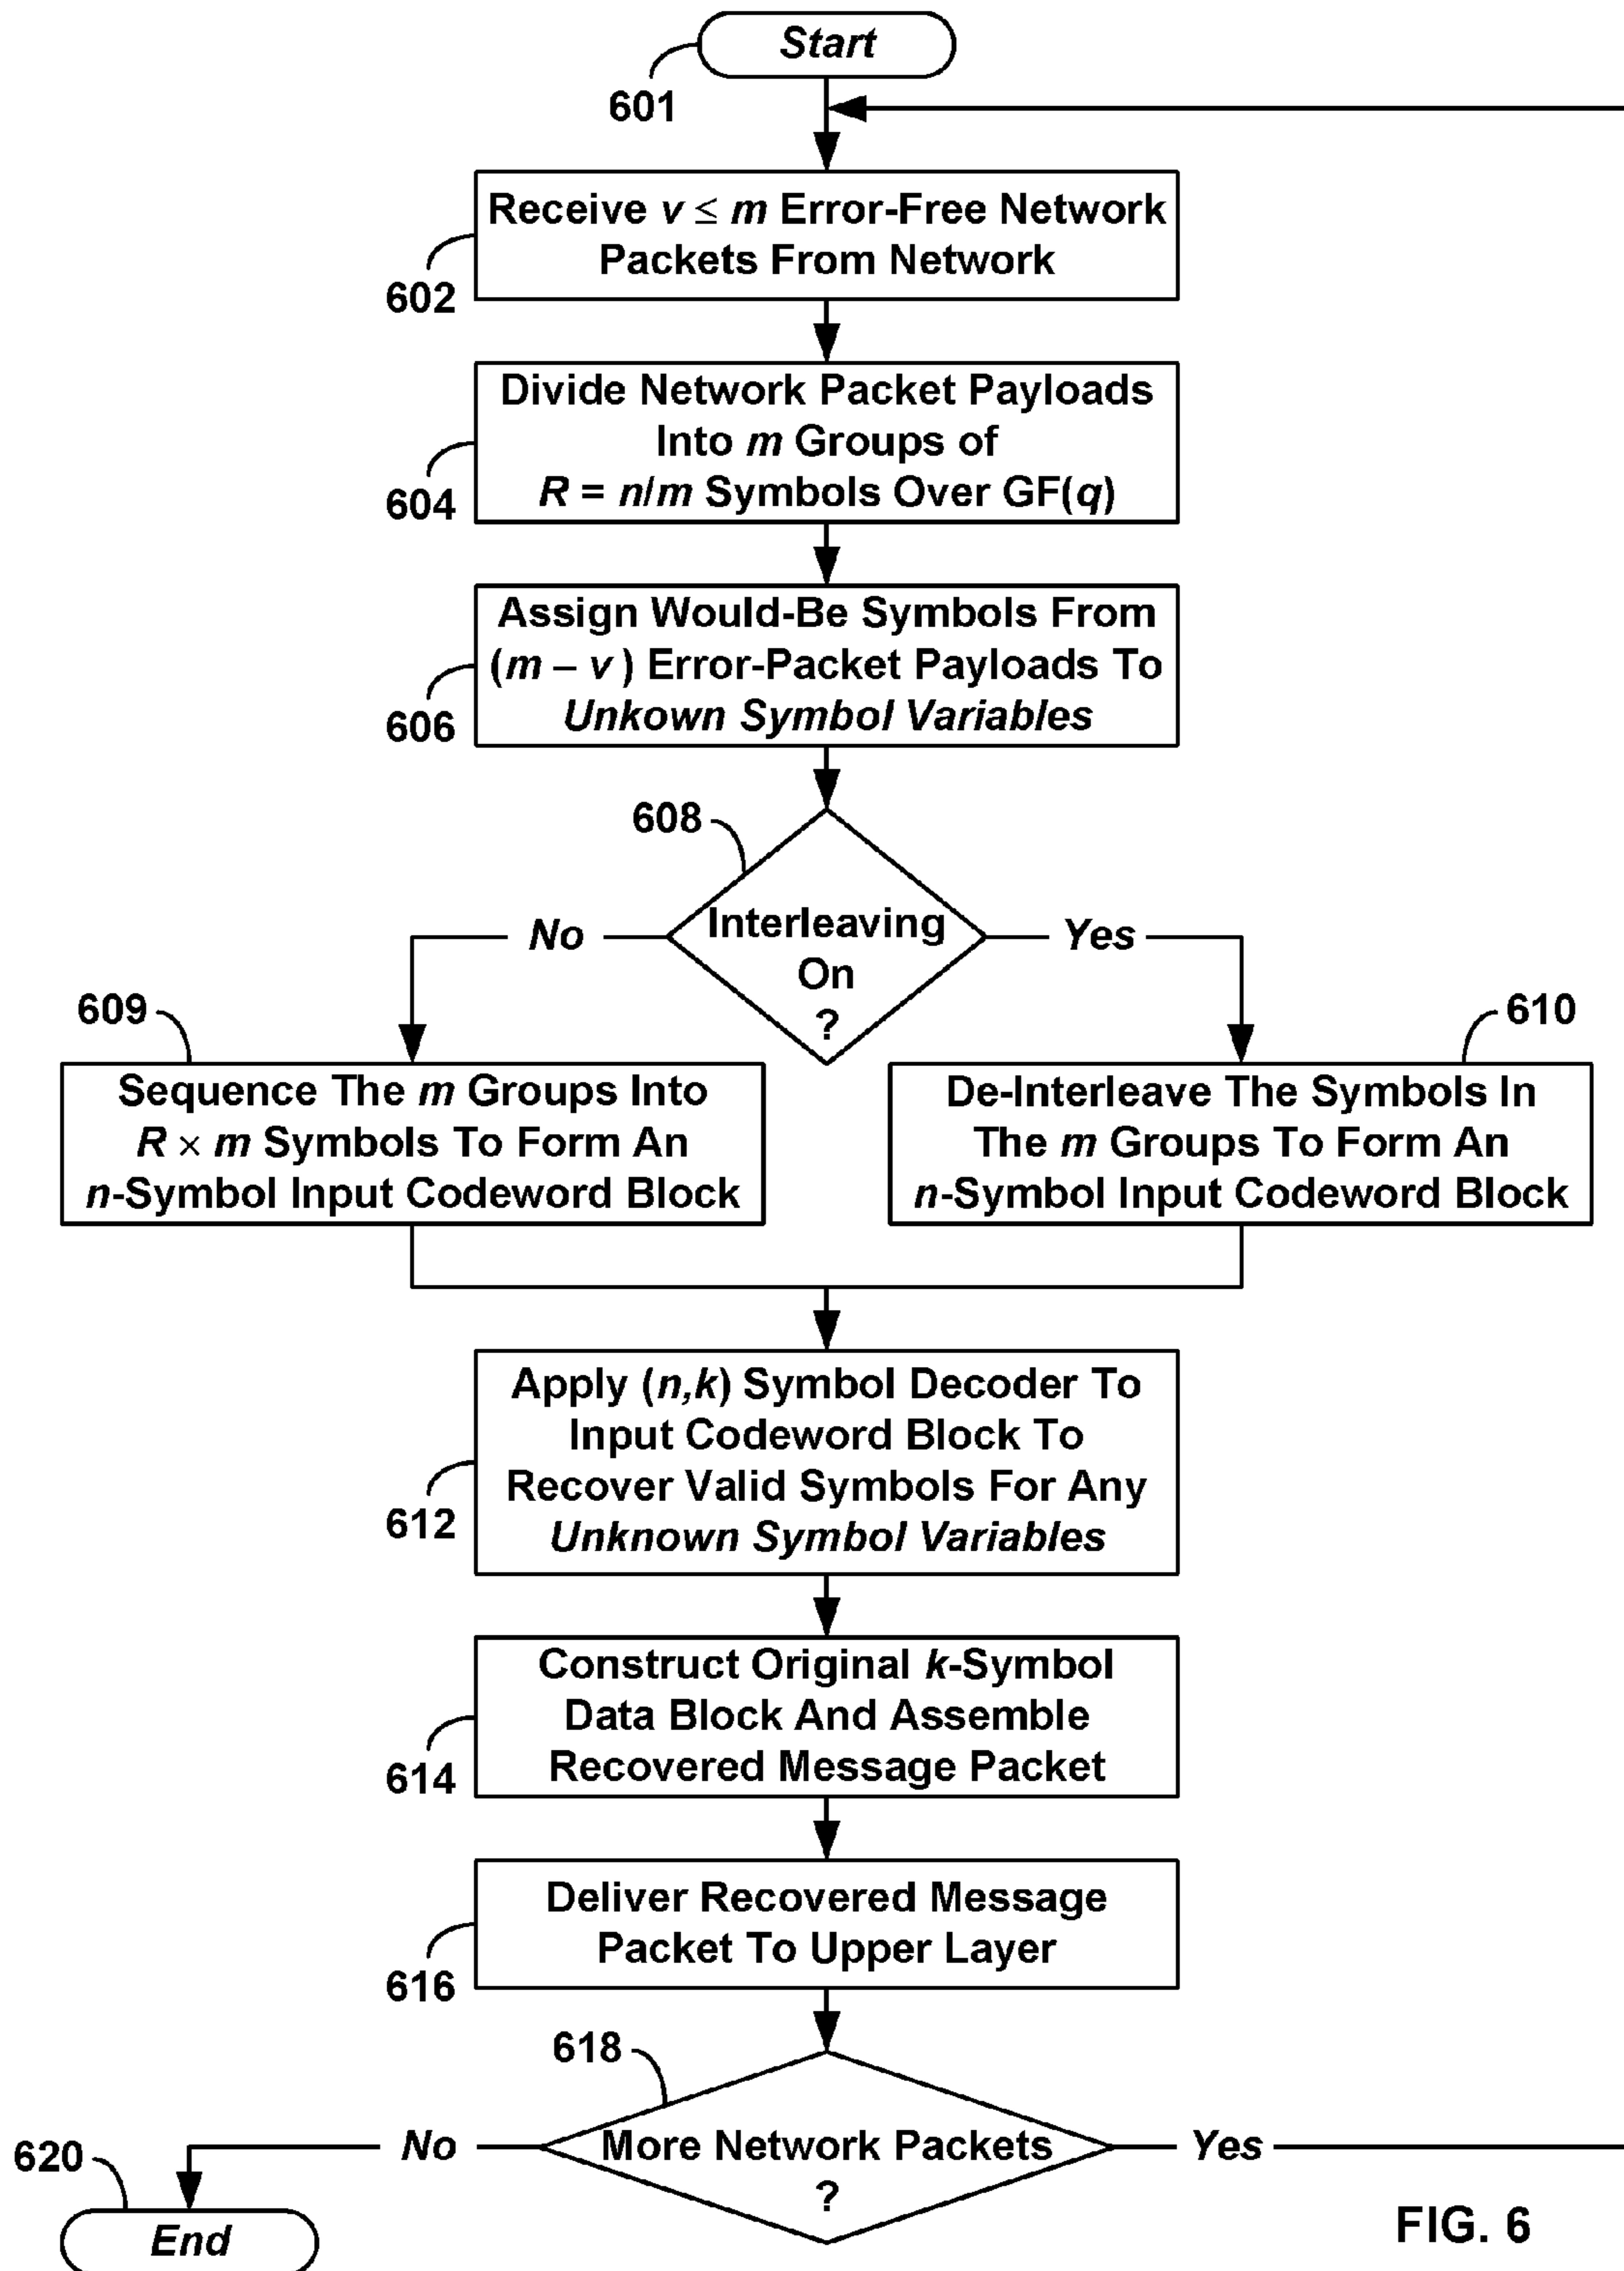 Start
601
Receive v ≤ m Error-Free Network
Packets From Network
602
Divide Network Packet Payloads
Into m Groups of
R = n/m Symbols Over GF(q)
604
Assign Would-Be Symbols From
(m – v ) Error-Packet Payloads To
Unkown Symbol Variables
606
608
Interleaving
On
?
No
Yes
609
610
Sequence The m Groups Into
R × m Symbols To Form An
n-Symbol Input Codeword Block
De-Interleave The Symbols In
The m Groups To Form An
n-Symbol Input Codeword Block
Apply (n,k) Symbol Decoder To
Input Codeword Block To
Recover Valid Symbols For Any
Unknown Symbol Variables
612
Construct Original k-Symbol
Data Block And Assemble
Recovered Message Packet
614
Deliver Recovered Message
Packet To Upper Layer
616
618
More Network Packets
?
No
Yes
620
End
FIG. 6